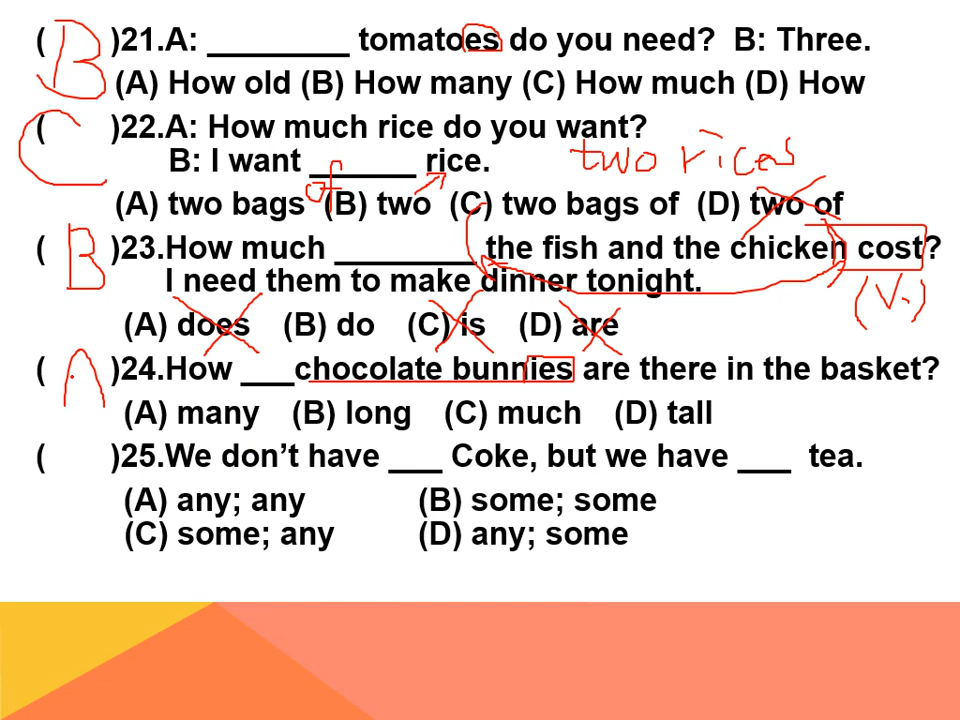 ( B )21.A: ________ tomatoes do you need? B: Three.
(A) How old (B) How many (C) How much (D) How
( C )22.A: How much rice do you want?
B: I want ______ rice. two rices
of
(A) two bags (B) two (C) two bags of (D) two of
( B )23.How much ________ the fish and the chicken cost?
I need them to make dinner tonight. (V.)
(A) does (B) do (C) is (D) are
( A )24.How ___chocolate bunnies are there in the basket?
(A) many (B) long (C) much (D) tall
( )25.We don’t have ___ Coke, but we have ___ tea.
(A) any; any (B) some; some
(C) some; any (D) any; some